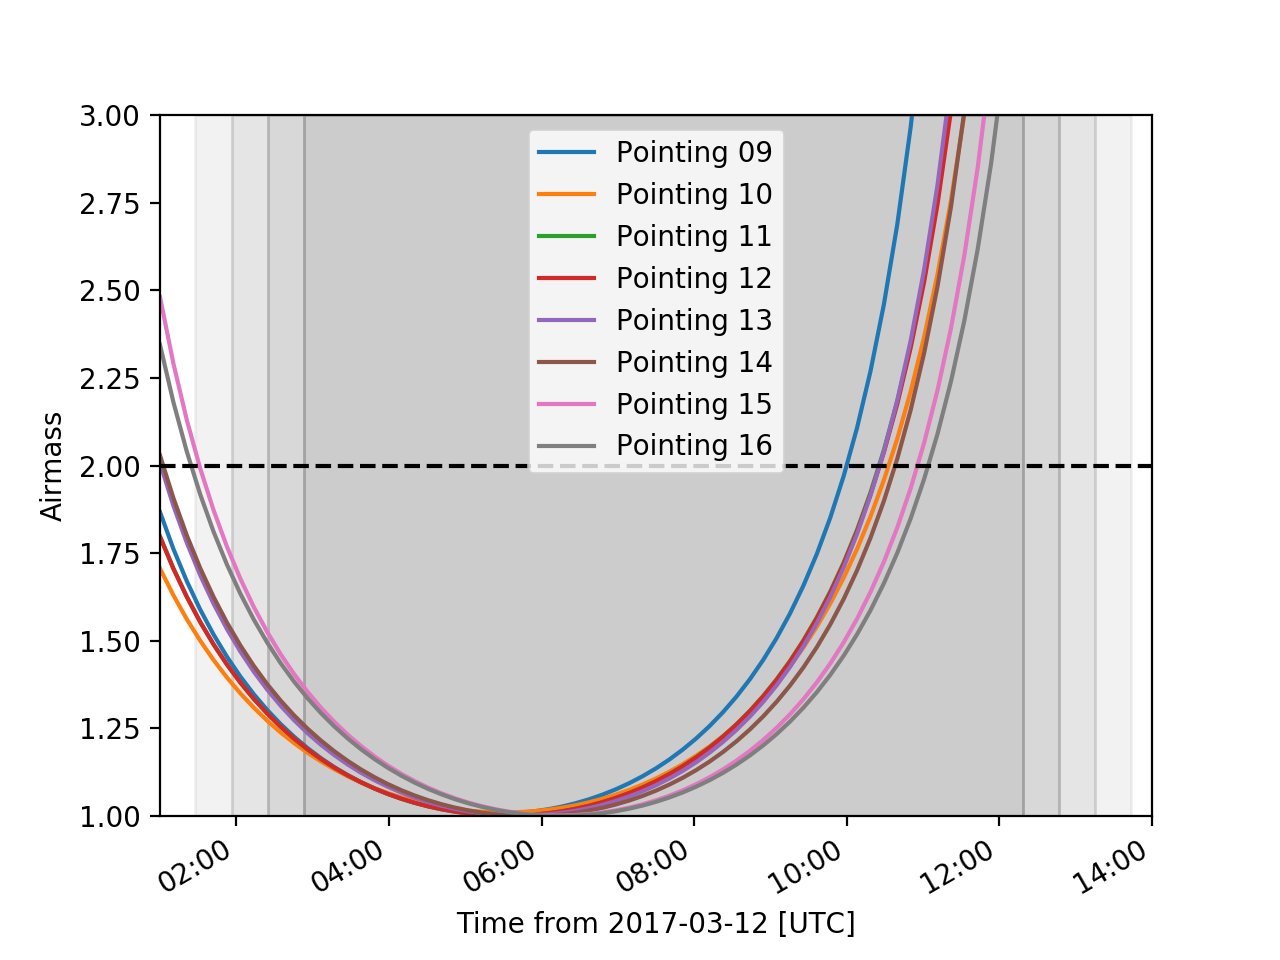 3.00
2.75
2.50
2.25
2.00
1.75
1.50
1.25
1.00
Airmass
Pointing 09
Pointing 10
Pointing 11
Pointing 12
Pointing 13
Pointing 14
Pointing 15
Pointing 16
02:00 04:00 06:00 08:00 10:00 12:00 14:00
Time from 2017-03-12 [UTC]